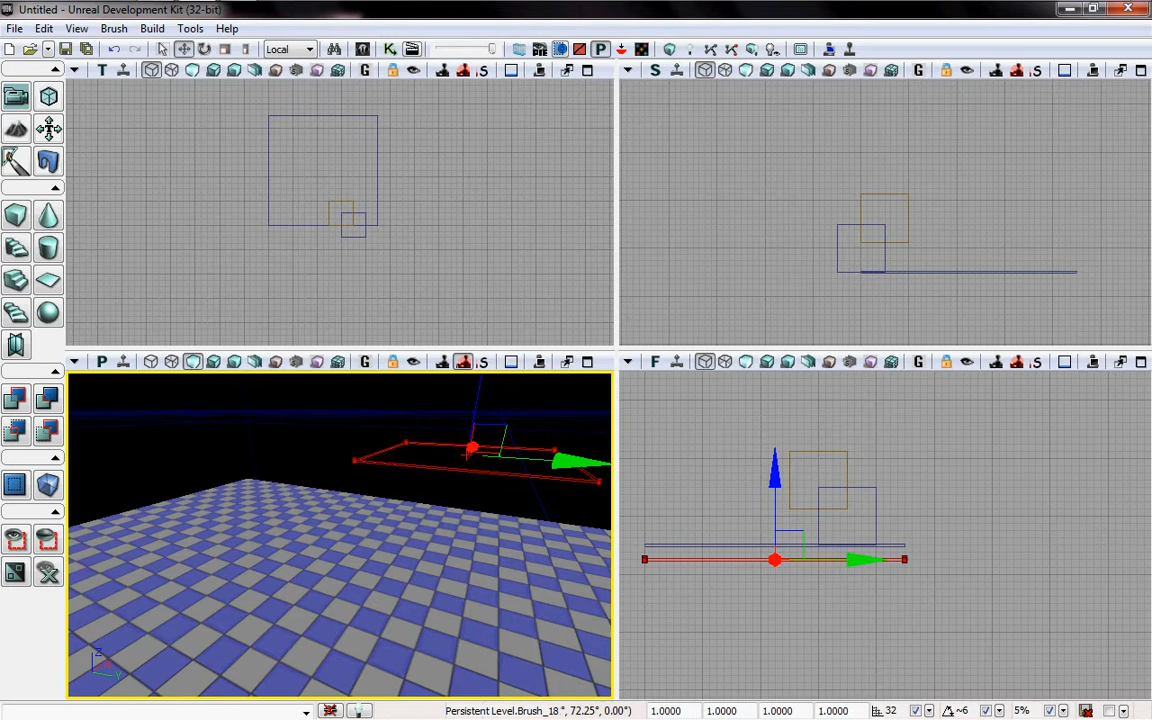 Untitled - Unreal Development Kit (32-bit)
File Edit View Brush Build Tools Help
Local
T G S
S G S
P G S
F G S
Z
X Y
Persistent Level.Brush_18 °, 72.25°, 0.00°)
1.0000 1.0000 1.0000 1.0000 32 ~6 5%